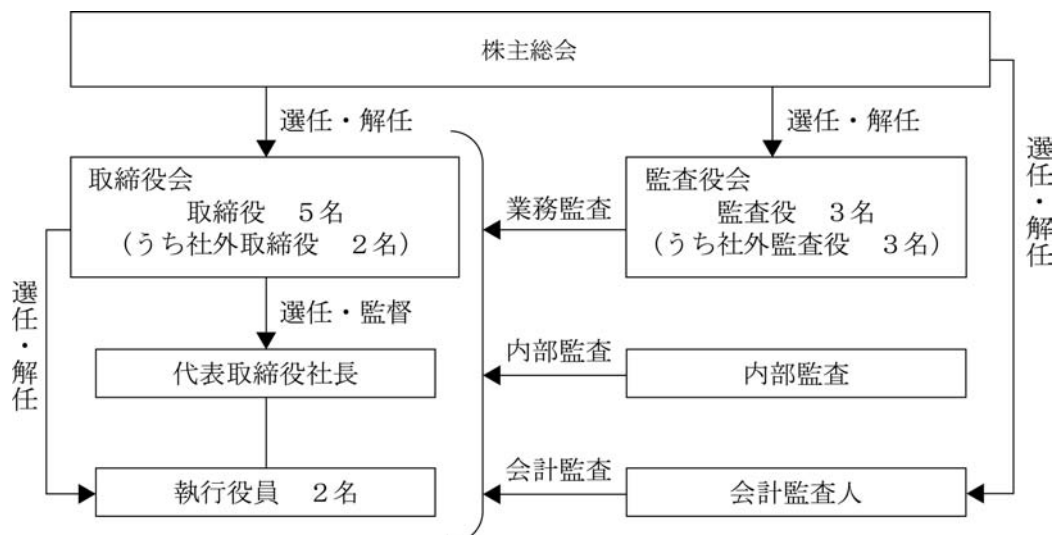 株主総会
選任・解任
選任・解任
選任・解任
取締役会
取締役　５名
（うち社外取締役　２名）
業務監査
監査役会
監査役　３名
（うち社外監査役　３名）
選任・解任
選任・監督
代表取締役社長
内部監査
内部監査
執行役員　２名
会計監査
会計監査人